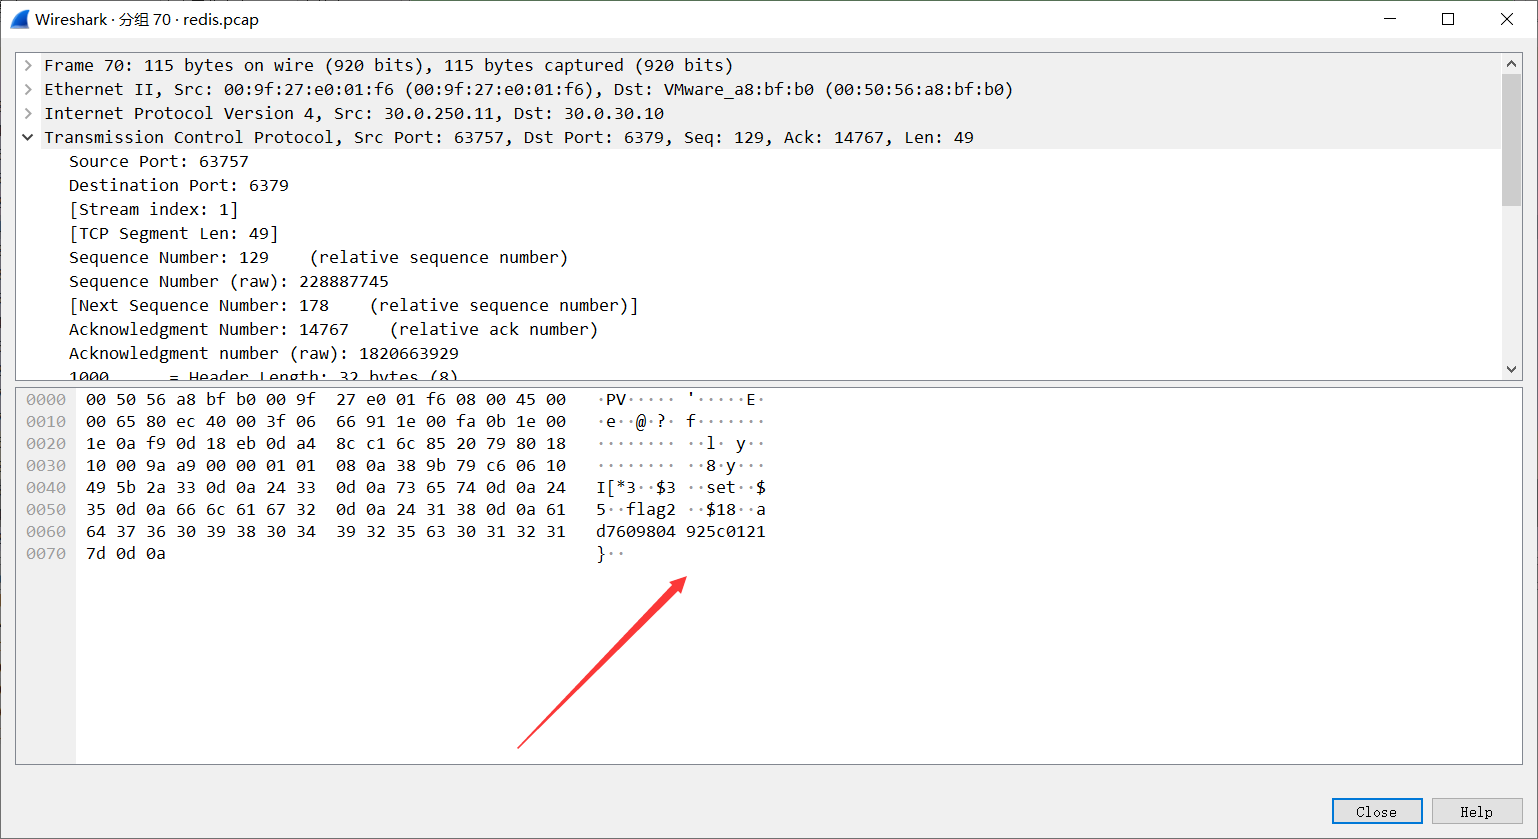 Wireshark · 分组 70 · redis.pcap
Frame 70: 115 bytes on wire (920 bits), 115 bytes captured (920 bits)
Ethernet II, Src: 00:9f:27:e0:01:f6 (00:9f:27:e0:01:f6), Dst: VMware_a8:bf:b0 (00:50:56:a8:bf:b0)
Internet Protocol Version 4, Src: 30.0.250.11, Dst: 30.0.30.10
Transmission Control Protocol, Src Port: 63757, Dst Port: 6379, Seq: 129, Ack: 14767, Len: 49
Source Port: 63757
Destination Port: 6379
[Stream index: 1]
[TCP Segment Len: 49]
Sequence Number: 129    (relative sequence number)
Sequence Number (raw): 228887745
[Next Sequence Number: 178    (relative sequence number)]
Acknowledgment Number: 14767    (relative ack number)
Acknowledgment number (raw): 1820663929
1000 .... = Header Length: 32 bytes (8)
0000  00 50 56 a8 bf b0 00 9f  27 e0 01 f6 08 00 45 00   ·PV····· '·····E·
0010  00 65 80 ec 40 00 3f 06  66 91 1e 00 fa 0b 1e 00   ·e··@·?· f·······
0020  1e 0a f9 0d 18 eb 0d a4  8c c1 6c 85 20 79 80 18   ········ ··l· y··
0030  10 00 9a a9 00 00 01 01  08 0a 38 9b 79 c6 06 10   ········ ··8·y···
0040  49 5b 2a 33 0d 0a 24 33  0d 0a 73 65 74 0d 0a 24   I[*3··$3 ··set··$
0050  35 0d 0a 66 6c 61 67 32  0d 0a 24 31 38 0d 0a 61   5··flag2 ··$18··a
0060  64 37 36 30 39 38 30 34  39 32 35 63 30 31 32 31   d7609804 925c0121
0070  7d 0d 0a   }··
Close
Help